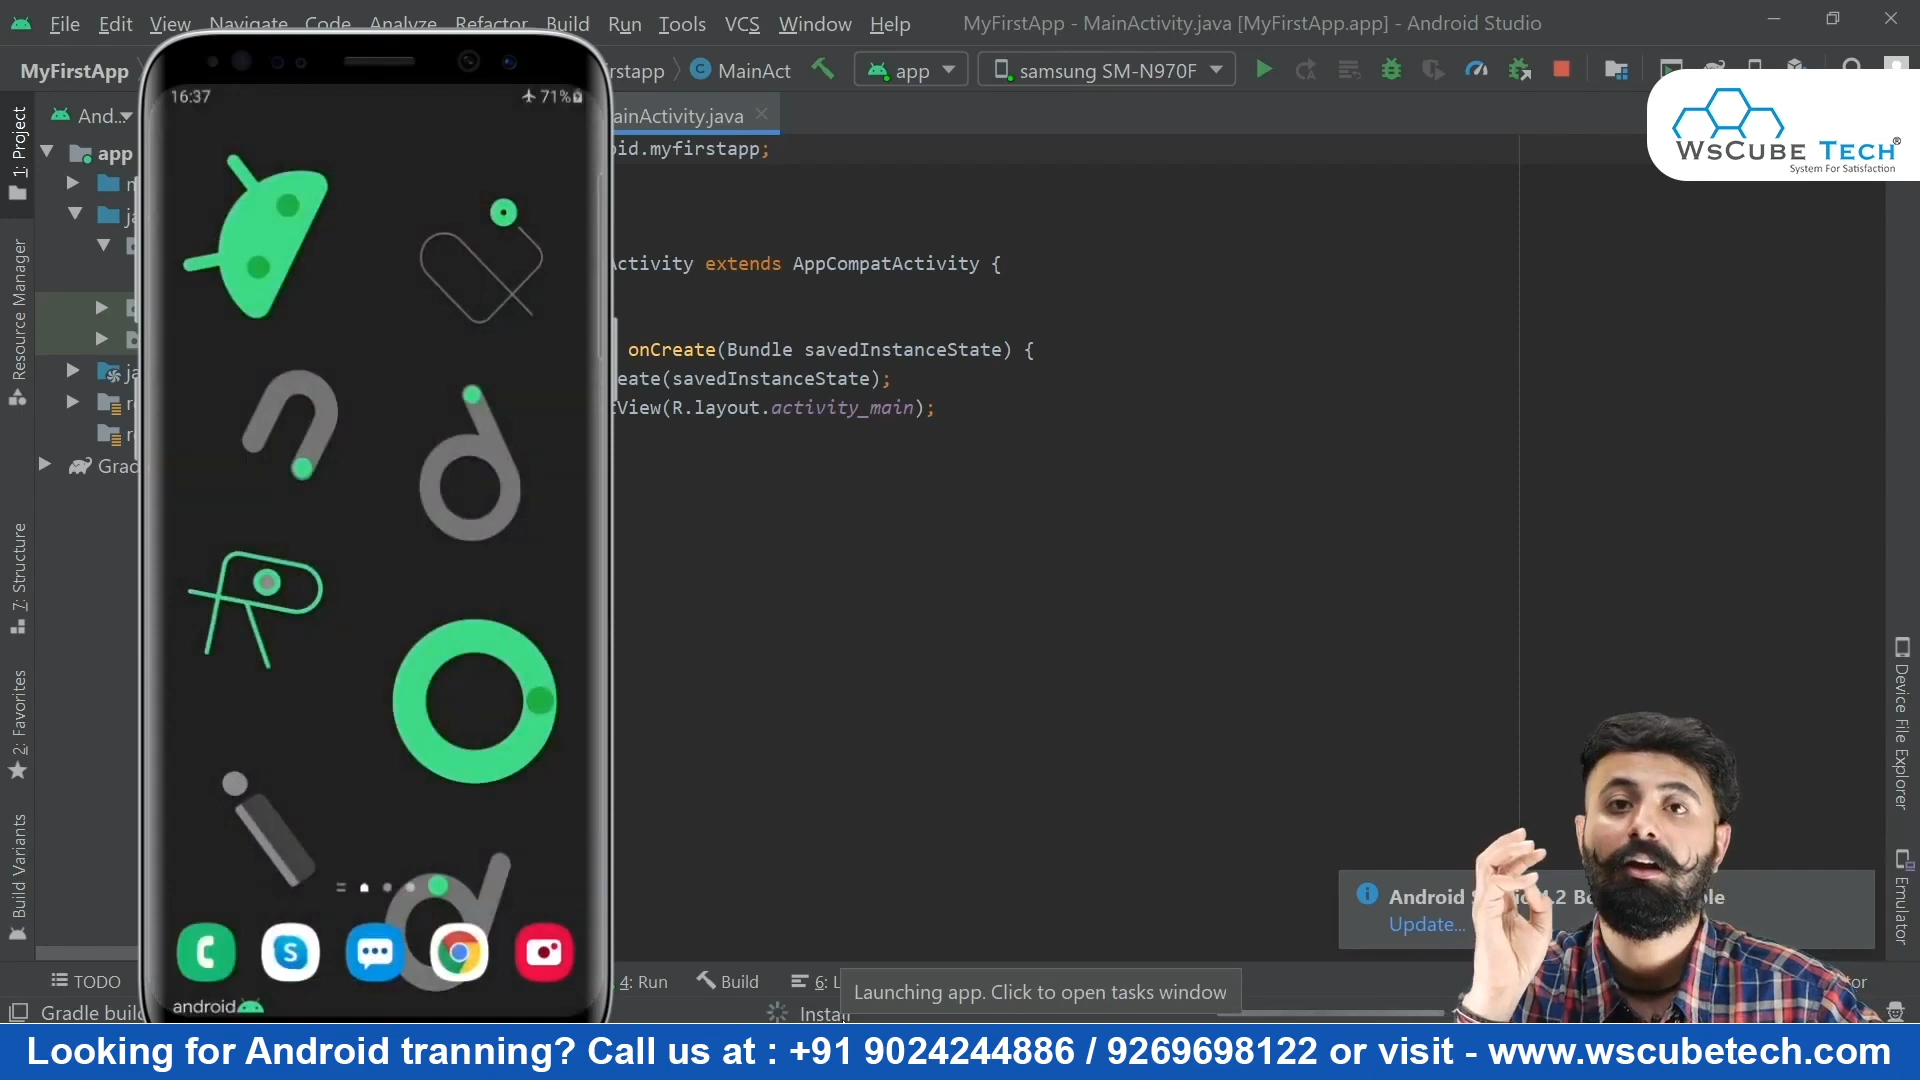 File Edit View Navigate Code Analyze Refactor Build Run Tools VCS Window Help MyFirstApp - MainActivity.java [MyFirstApp.app] - Android Studio
MyFirstApp rstapp MainAct app samsung SM-N970F
16:37 71%
And... ainActivity.java
WsCube Tech®
System For Satisfaction
1: Project
app
id.myfirstapp;
Resource Manager
ctivity extends AppCompatActivity {
onCreate(Bundle savedInstanceState) {
eate(savedInstanceState);
View(R.layout.activity_main);
Grad
7: Structure
2: Favorites
Build Variants
Device File Explorer
Emulator
Android
Update...
android
TODO 4: Run Build 6: L
Launching app. Click to open tasks window
Gradle build Instal
Looking for Android tranning? Call us at : +91 9024244886 / 9269698122 or visit - www.wscubetech.com